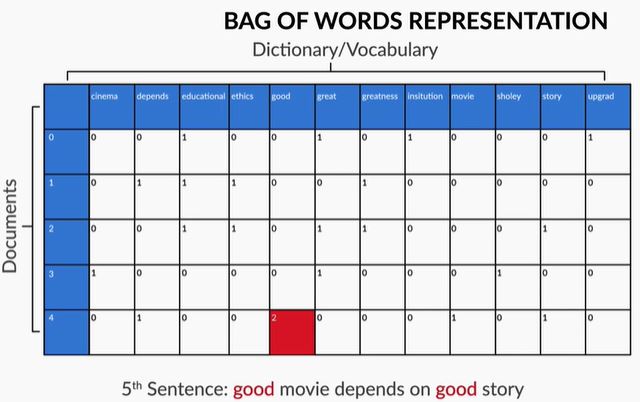 BAG OF WORDS REPRESENTATION
Dictionary/Vocabulary
cinema depends educational ethics good great greatness insitution movie sholey story upgrad
Documents
0 0 0 1 0 0 1 0 1 0 0 0 1
1 0 1 1 1 0 0 1 0 0 0 0 0
2 0 0 1 1 0 1 1 0 0 0 1 0
3 1 0 0 0 0 1 0 0 0 1 0 0
4 0 1 0 0 2 0 0 0 1 0 1 0
5th Sentence: good movie depends on good story